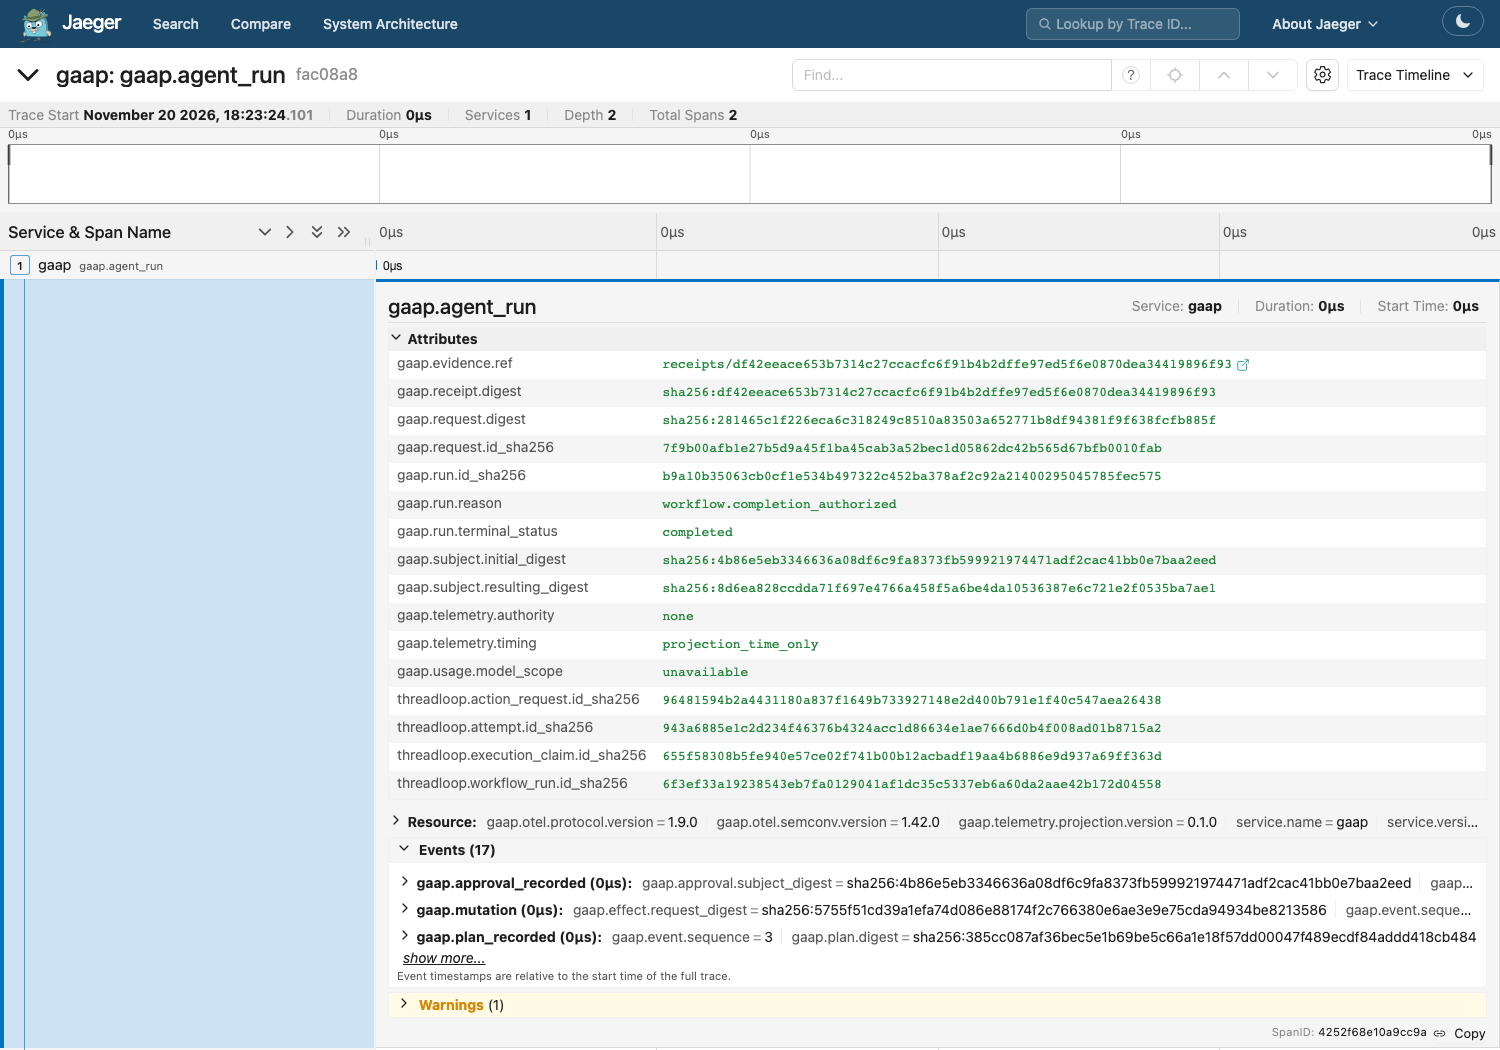 Jaeger Search Compare System Architecture Lookup by Trace ID... About Jaeger
gaap: gaap.agent_run fac08a8 Find... ? Trace Timeline
Trace Start November 20 2026, 18:23:24.101 Duration 0μs Services 1 Depth 2 Total Spans 2
0μs 0μs 0μs 0μs 0μs
Service & Span Name 0μs 0μs 0μs 0μs 0μs
1 gaap gaap.agent_run 0μs
gaap.agent_run Service: gaap Duration: 0μs Start Time: 0μs
Attributes
gaap.evidence.ref receipts/df42eeace653b7314c27ccacfc6f91b4b2dffe97ed5f6e0870dea34419896f93
gaap.receipt.digest sha256:df42eeace653b7314c27ccacfc6f91b4b2dffe97ed5f6e0870dea34419896f93
gaap.request.digest sha256:281465c1f226eca6c318249c8510a83503a652771b8df94381f9f638fcfb885f
gaap.request.id_sha256 7f9b00afb1e27b5d9a45f1ba45cab3a52bec1d05862dc42b565d67bfb0010fab
gaap.run.id_sha256 b9a10b35063cb0cf1e534b497322c452ba378af2c92a21400295045785fec575
gaap.run.reason workflow.completion_authorized
gaap.run.terminal_status completed
gaap.subject.initial_digest sha256:4b86e5eb3346636a08df6c9fa8373fb599921974471adf2cac41bb0e7baa2eed
gaap.subject.resulting_digest sha256:8d6ea828ccdda71f697e4766a458f5a6be4da10536387e6c721e2f0535ba7ae1
gaap.telemetry.authority none
gaap.telemetry.timing projection_time_only
gaap.usage.model_scope unavailable
threadloop.action_request.id_sha256 96481594b2a4431180a837f1649b733927148e2d400b791e1f40c547aea26438
threadloop.attempt.id_sha256 943a6885e1c2d234f46376b4324acc1d86634e1ae7666d0b4f008ad01b8715a2
threadloop.execution_claim.id_sha256 655f58308b5fe940e57ce02f741b00b12acbadf19aa4b6886e9d937a69ff363d
threadloop.workflow_run.id_sha256 6f3ef33a19238543eb7fa0129041af1dc35c5337eb6a60da2aae42b172d04558
Resource: gaap.otel.protocol.version = 1.9.0 gaap.otel.semconv.version = 1.42.0 gaap.telemetry.projection.version = 0.1.0 service.name = gaap service.versi...
Events (17)
gaap.approval_recorded (0μs): gaap.approval.subject_digest = sha256:4b86e5eb3346636a08df6c9fa8373fb599921974471adf2cac41bb0e7baa2eed gaap...
gaap.mutation (0μs): gaap.effect.request_digest = sha256:5755f51cd39a1efa74d086e88174f2c766380e6ae3e9e75cda94934be8213586 gaap.event.seque...
gaap.plan_recorded (0μs): gaap.event.sequence = 3 gaap.plan.digest = sha256:385cc087af36bec5e1b69be5c66a1e18f57dd00047f489ecdf84addd418cb484
show more...
Event timestamps are relative to the start time of the full trace.
Warnings (1)
SpanID: 4252f68e10a9cc9a Copy